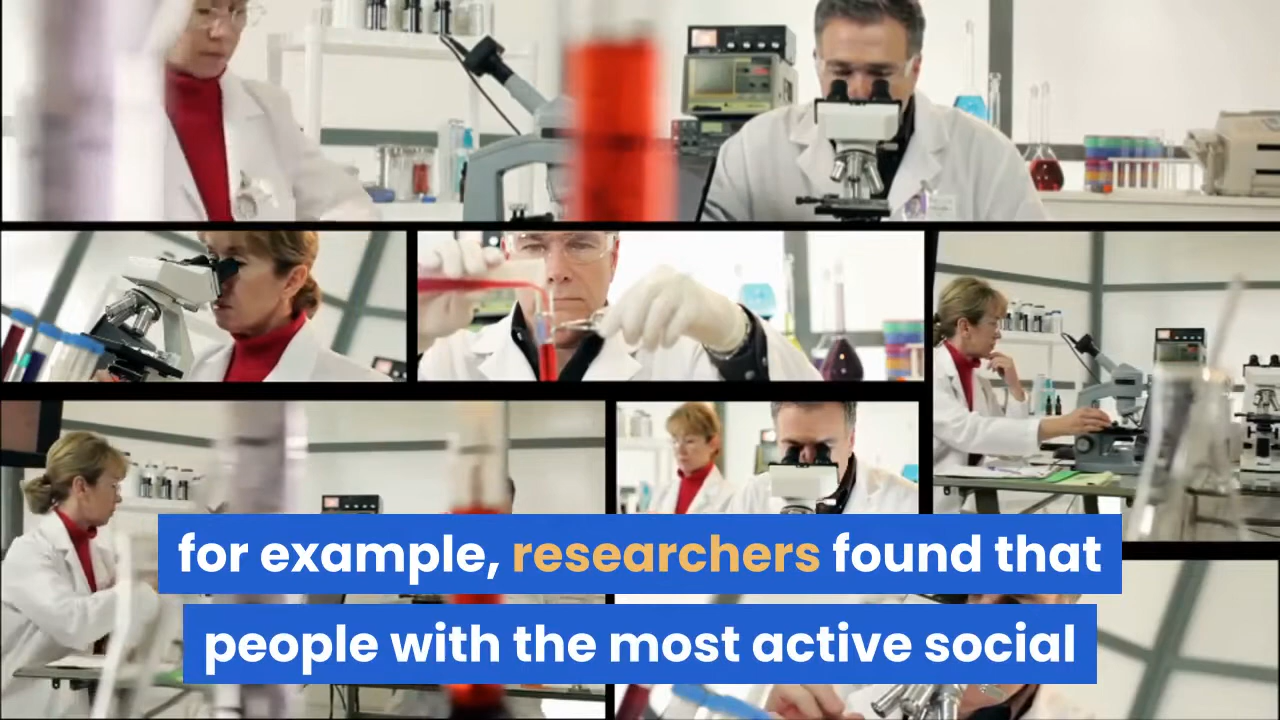 for example, researchers found that
people with the most active social